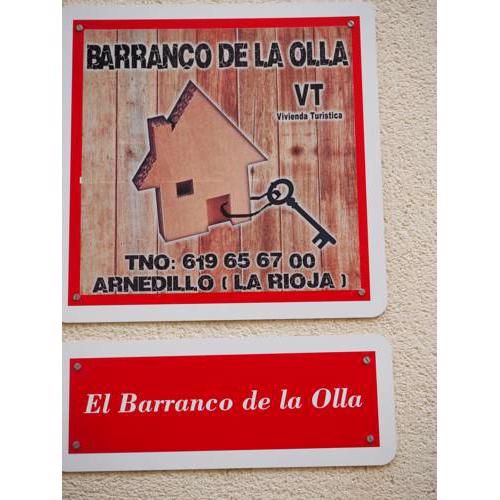 BARRANCO DE LA OLLA
VT
Vivienda Turística
TNO: 619 65 67 00
ARNEDILLO ( LA RIOJA )
El Barranco de la Olla